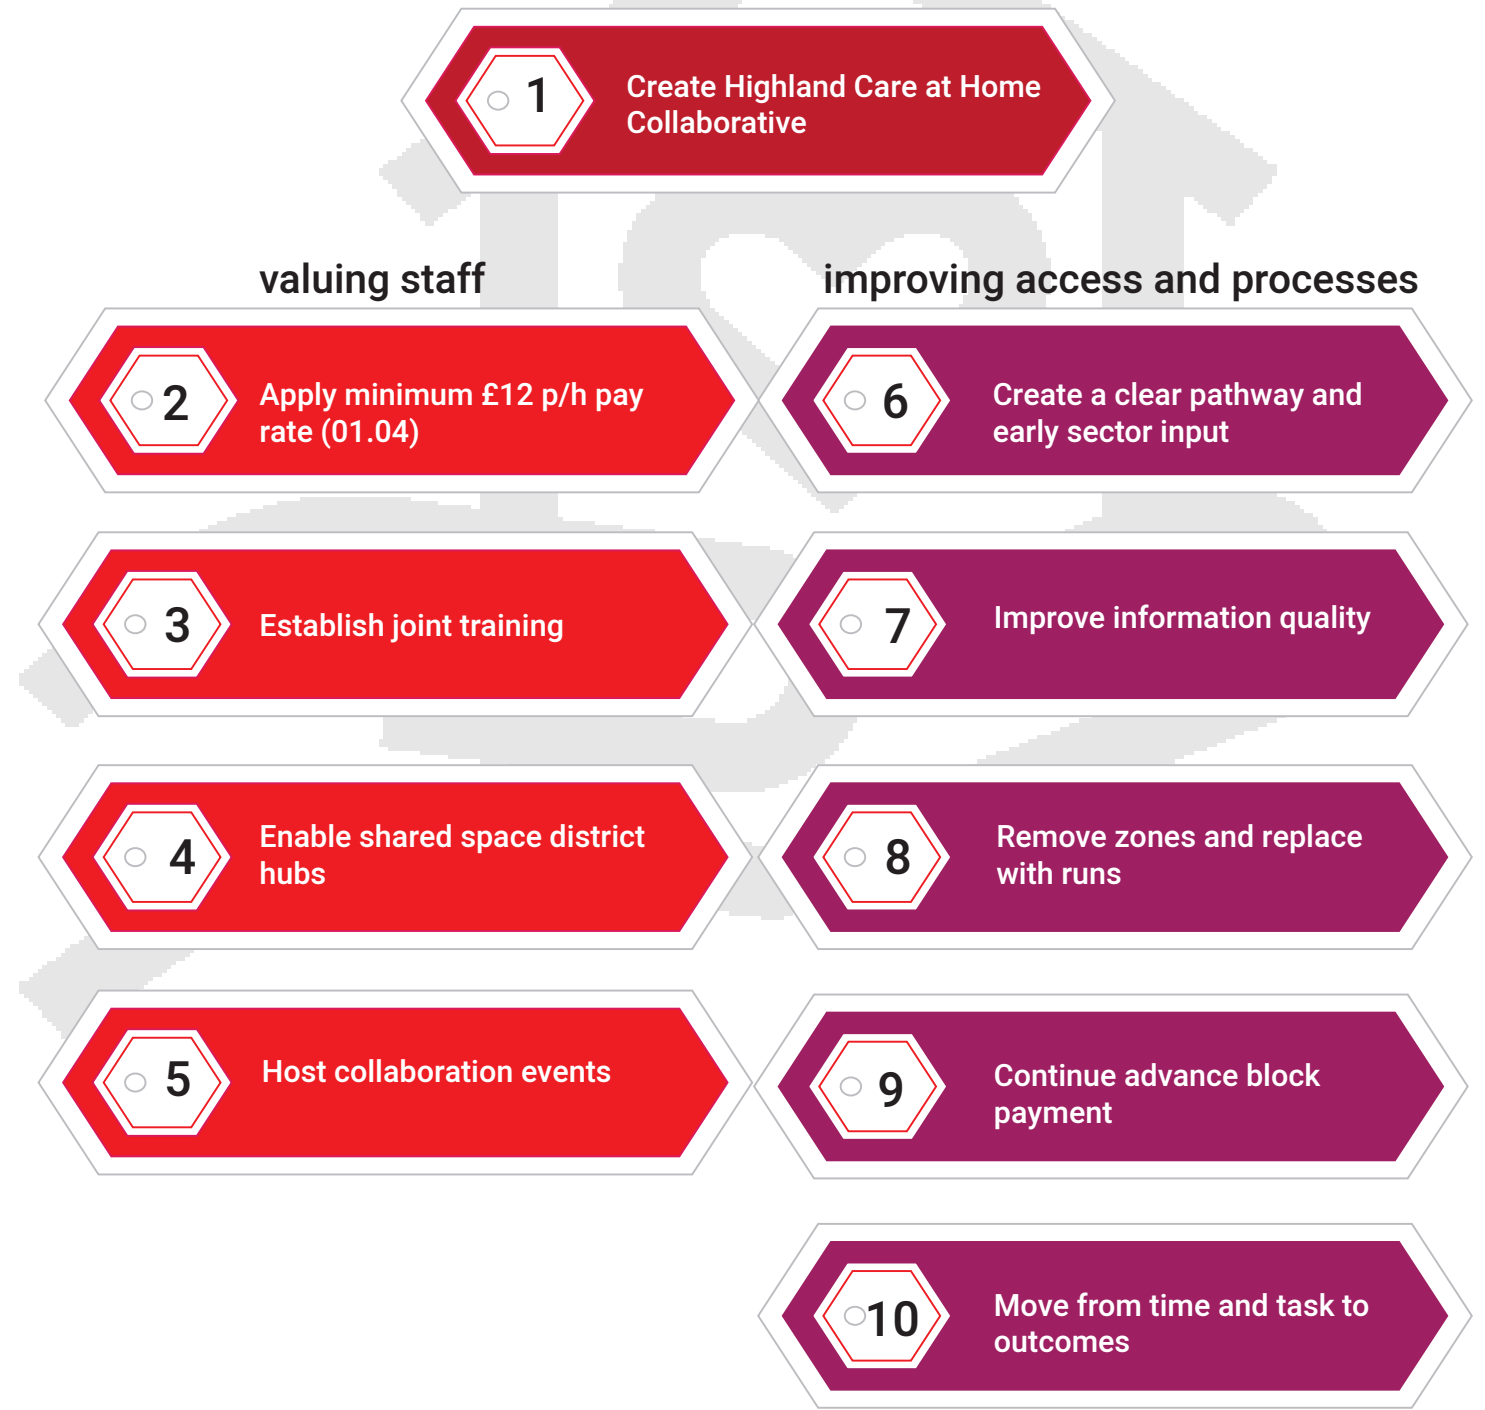 1
Create Highland Care at Home
Collaborative
valuing staff
2
Apply minimum £12 p/h pay
rate (01.04)
3
Establish joint training
4
Enable shared space district
hubs
5
Host collaboration events
improving access and processes
6
Create a clear pathway and
early sector input
7
Improve information quality
8
Remove zones and replace
with runs
9
Continue advance block
payment
10
Move from time and task to
outcomes